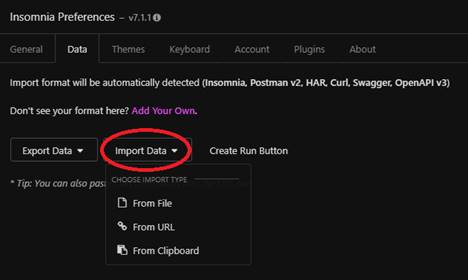 Insomnia Preferences – v7.1.1
General Data Themes Keyboard Account Plugins About
Import format will be automatically detected (Insomnia, Postman v2, HAR, Curl, Swagger, OpenAPI v3)
Don't see your format here? Add Your Own.
Export Data Import Data Create Run Button
* Tip: You can also pas
CHOOSE IMPORT TYPE
From File
From URL
From Clipboard